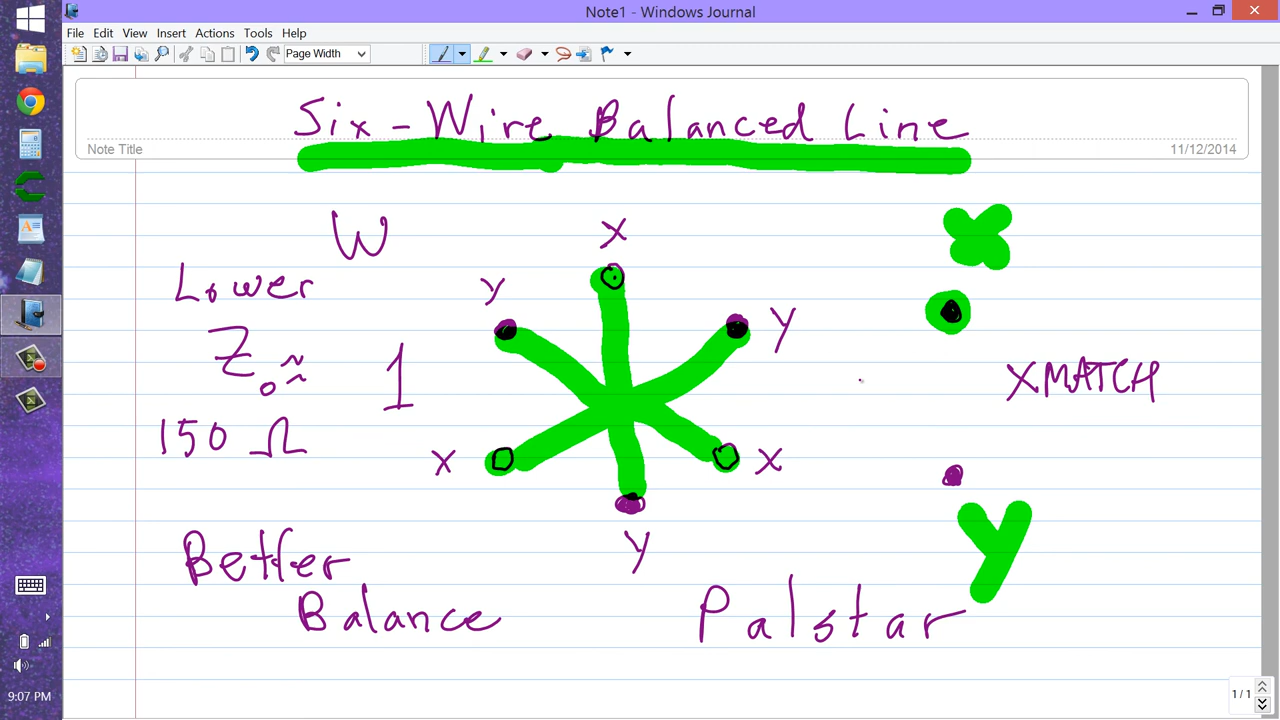 Note1 - Windows Journal
File Edit View Insert Actions Tools Help
Page Width
Six-Wire Balanced Line
Note Title
11/12/2014
W
x
x
Lower
y
y
Zo ≈
1
XMATCH
150 Ω
x
x
y
y
Better
Balance
Palstar
1/1
9:07 PM